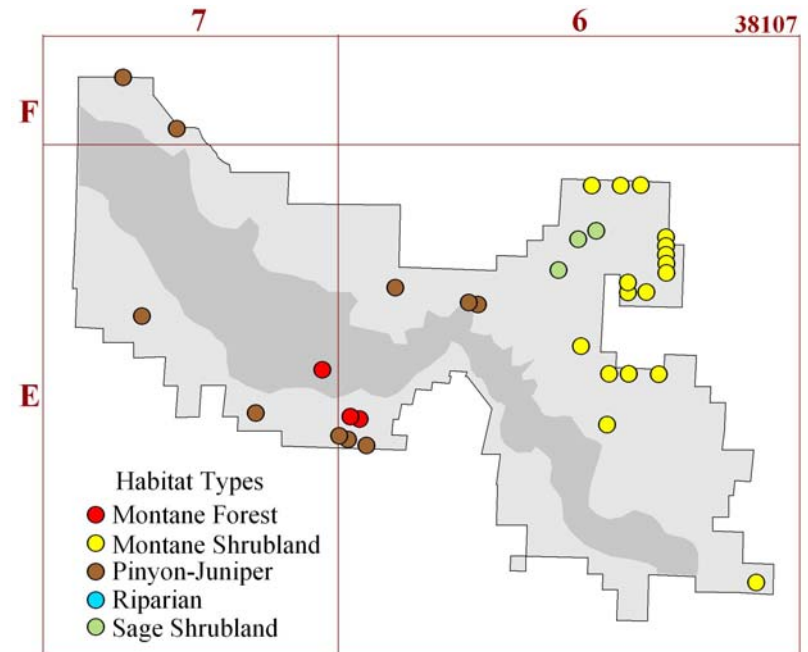 7 6 38107
F
E
Habitat Types
Montane Forest
Montane Shrubland
Pinyon-Juniper
Riparian
Sage Shrubland